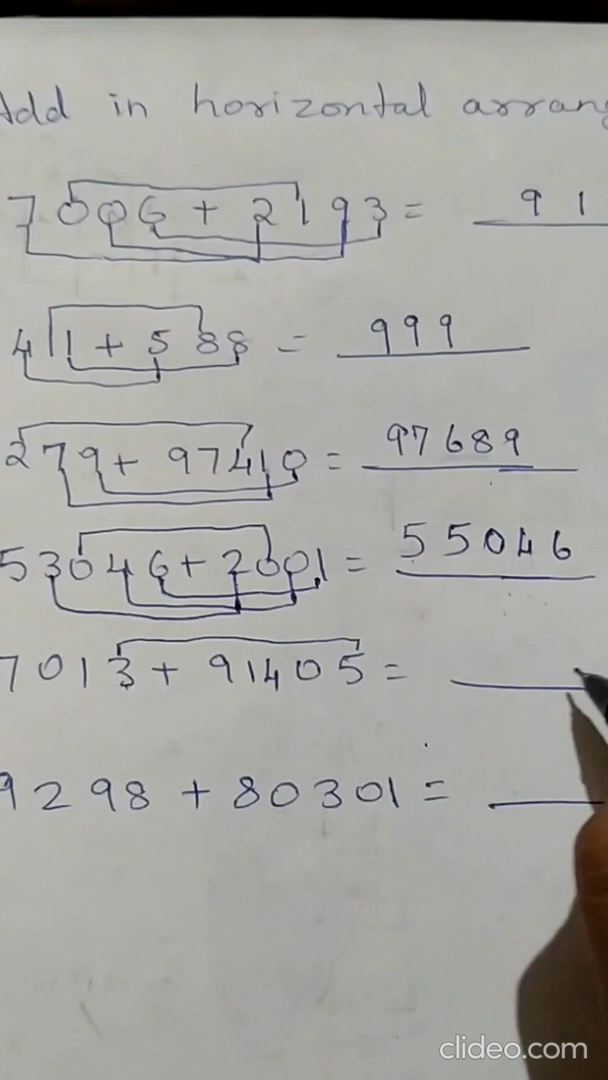 Add in horizontal arrang
7006 + 2193 = 91
411 + 588 = 999
279 + 97410 = 97689
53046 + 2001 = 55046
7013 + 91405 =
9298 + 80301 =
clideo.com